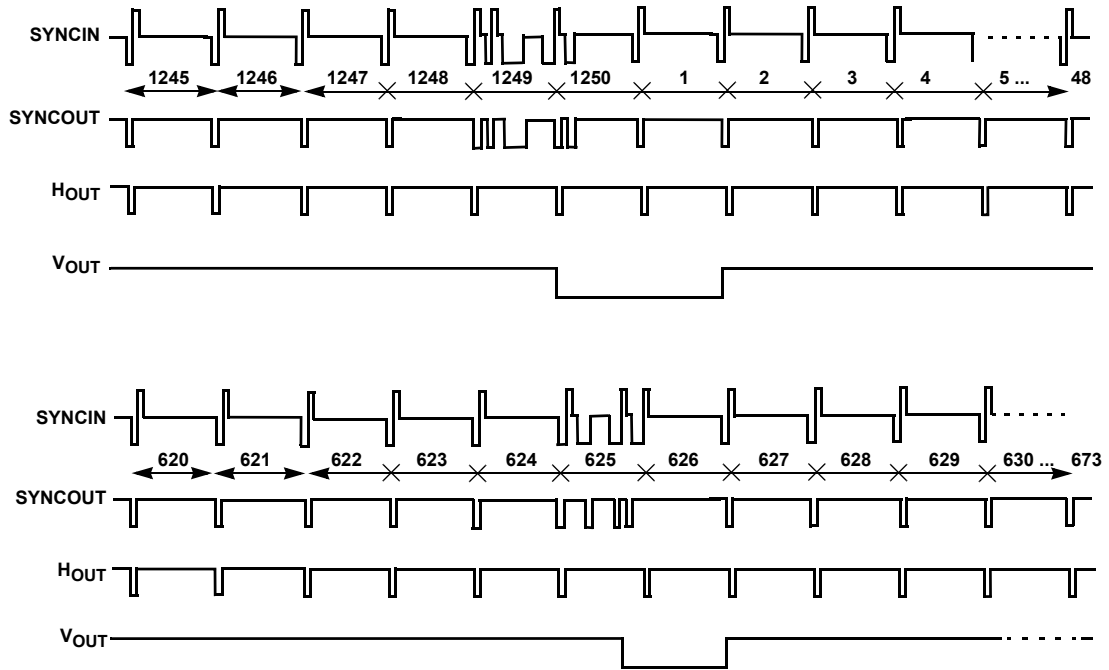 SYNCIN
1245 1246 1247 1248 1249 1250 1 2 3 4 5 ... 48
SYNCOUT
HOUT
VOUT
SYNCIN
620 621 622 623 624 625 626 627 628 629 630 ... 673
SYNCOUT
HOUT
VOUT